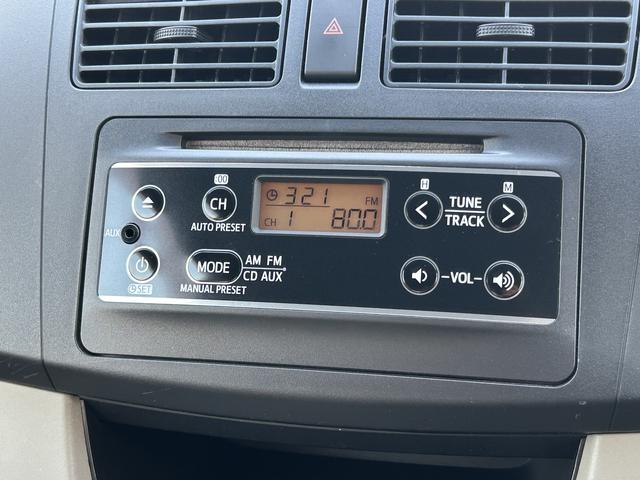 :00
H
M
CH
AUTO PRESET
3:21
FM
CH 1 80.0
TUNE
TRACK
AUX
SET
MODE
AM FM
CD AUX
MANUAL PRESET
-VOL-